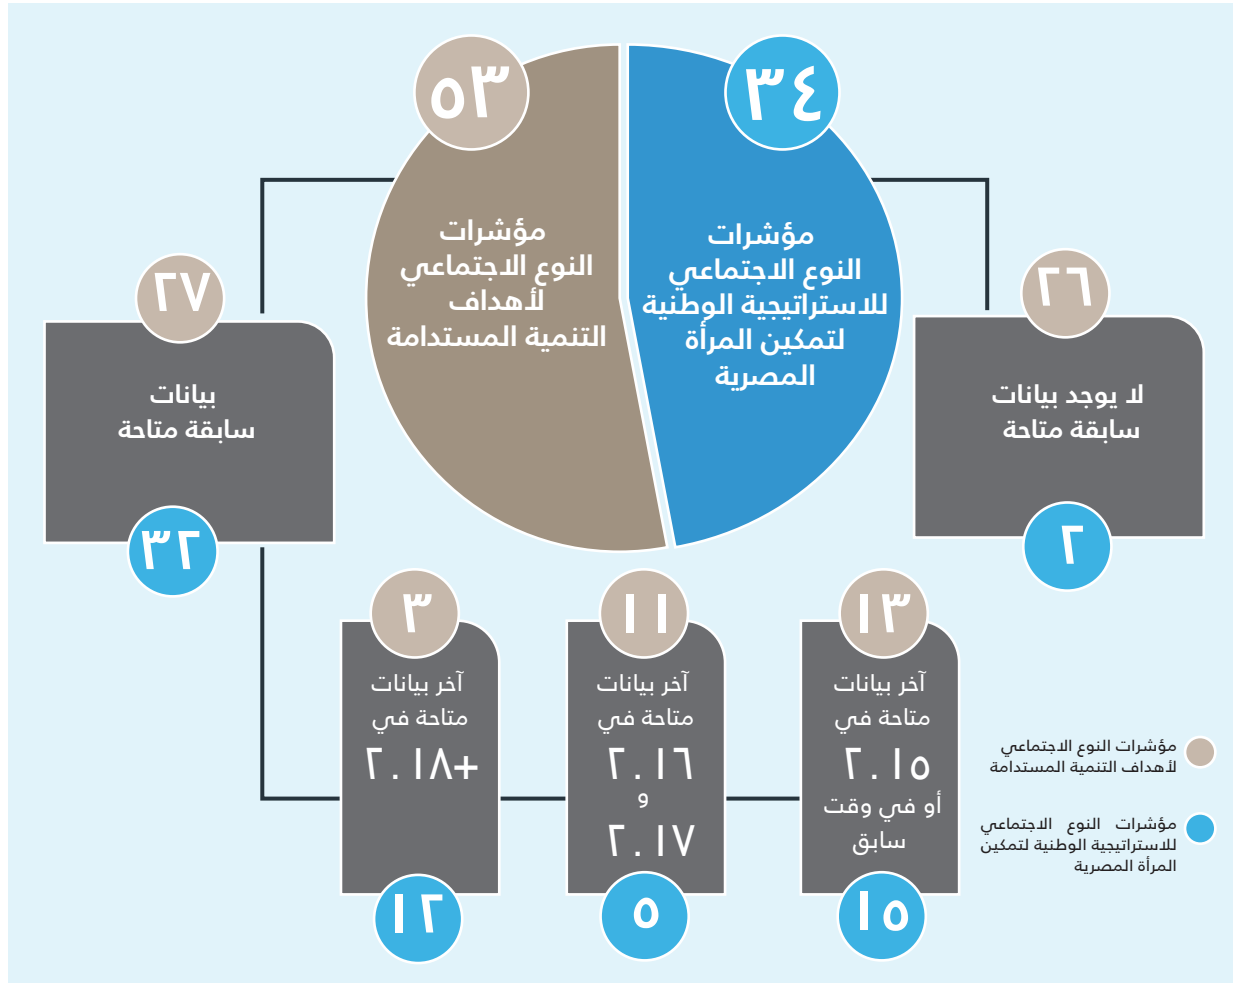 ٣٤
مؤشرات
النوع الاجتماعي
للاستراتيجية الوطنية
لتمكين المرأة
المصرية
٥٣
مؤشرات
النوع الاجتماعي
لأهداف
التنمية المستدامة
٢٦
لا يوجد بيانات
سابقة متاحة
٢
٢٧
بيانات
سابقة متاحة
٣٢
١٣
آخر بيانات
متاحة في
٢٠١٥
أو في وقت
سابق
١٥
١١
آخر بيانات
متاحة في
٢٠١٦
و
٢٠١٧
٥
٣
آخر بيانات
متاحة في
٢٠١٨+
١٢
مؤشرات النوع الاجتماعي
لأهداف التنمية المستدامة
مؤشرات النوع الاجتماعي
للاستراتيجية الوطنية لتمكين
المرأة المصرية